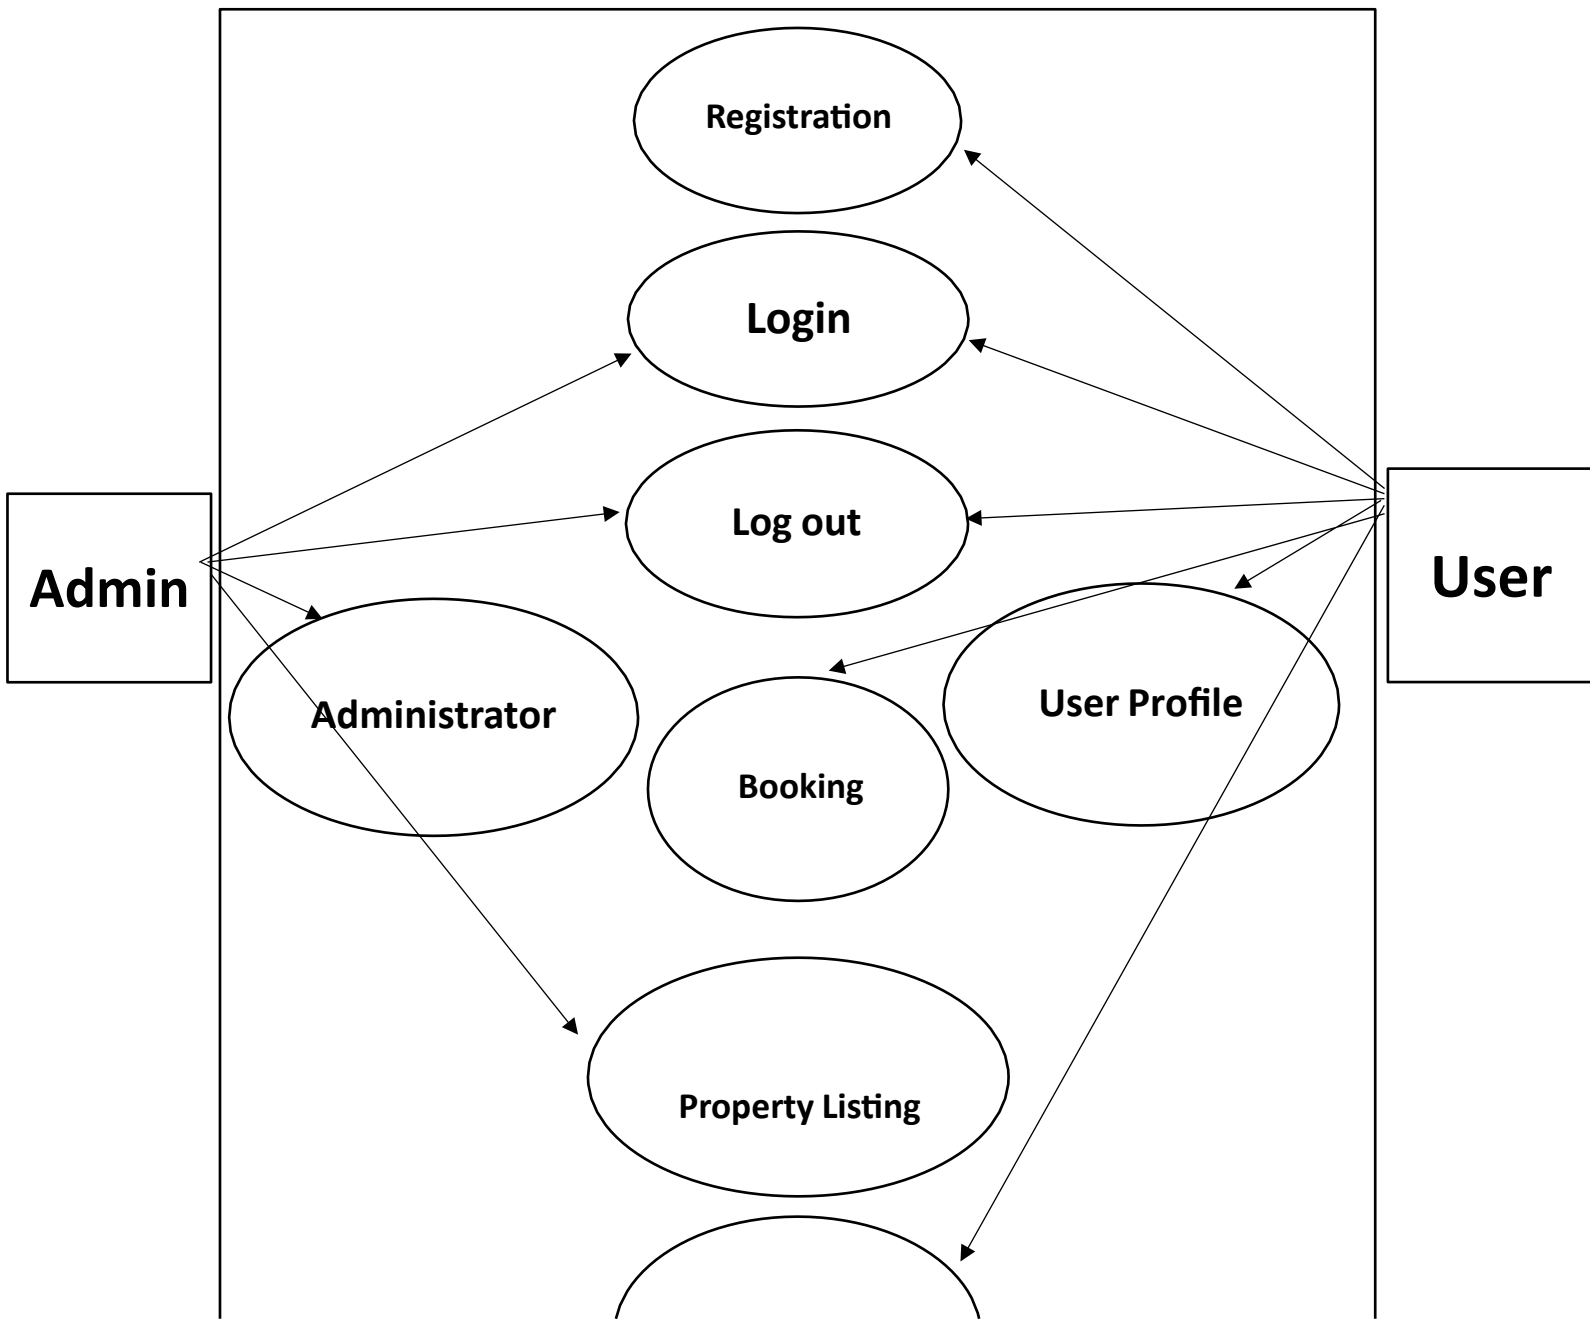 Registration
Login
Log out
Admin
User
Administrator
User Profile
Booking
Property Listing